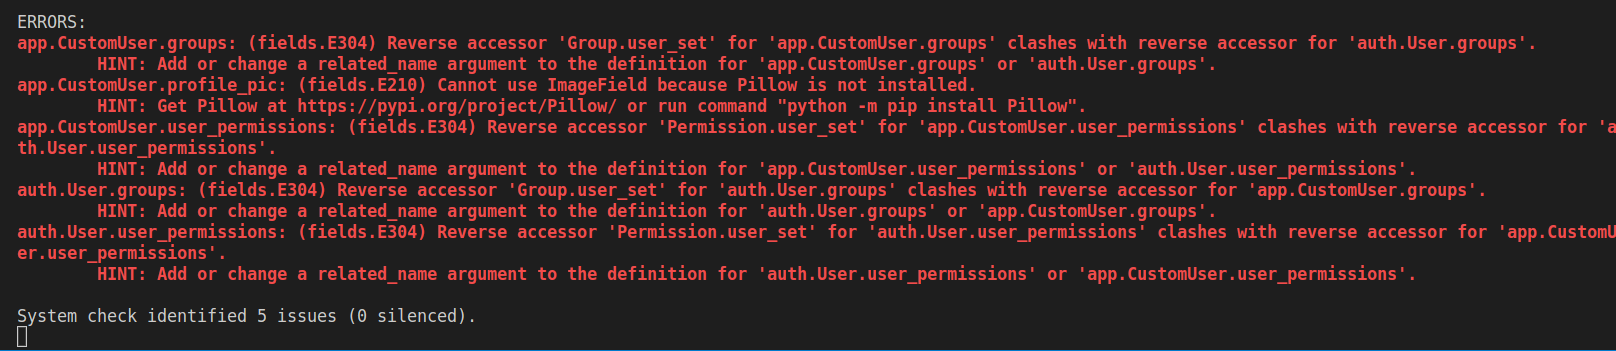 ERRORS:
app.CustomUser.groups: (fields.E304) Reverse accessor 'Group.user_set' for 'app.CustomUser.groups' clashes with reverse accessor for 'auth.User.groups'.
HINT: Add or change a related_name argument to the definition for 'app.CustomUser.groups' or 'auth.User.groups'.
app.CustomUser.profile_pic: (fields.E210) Cannot use ImageField because Pillow is not installed.
HINT: Get Pillow at https://pypi.org/project/Pillow/ or run command "python -m pip install Pillow".
app.CustomUser.user_permissions: (fields.E304) Reverse accessor 'Permission.user_set' for 'app.CustomUser.user_permissions' clashes with reverse accessor for 'a
th.User.user_permissions'.
HINT: Add or change a related_name argument to the definition for 'app.CustomUser.user_permissions' or 'auth.User.user_permissions'.
auth.User.groups: (fields.E304) Reverse accessor 'Group.user_set' for 'auth.User.groups' clashes with reverse accessor for 'app.CustomUser.groups'.
HINT: Add or change a related_name argument to the definition for 'auth.User.groups' or 'app.CustomUser.groups'.
auth.User.user_permissions: (fields.E304) Reverse accessor 'Permission.user_set' for 'auth.User.user_permissions' clashes with reverse accessor for 'app.CustomU
er.user_permissions'.
HINT: Add or change a related_name argument to the definition for 'auth.User.user_permissions' or 'app.CustomUser.user_permissions'.
System check identified 5 issues (0 silenced).